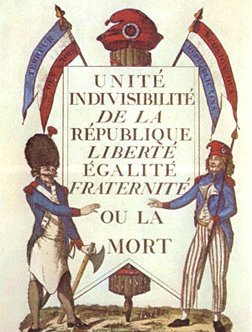 UNITÉ
INDIVISIBILITÉ
DE LA
RÉPUBLIQUE
LIBERTÉ
ÉGALITÉ
FRATERNITÉ
OU LA
MORT